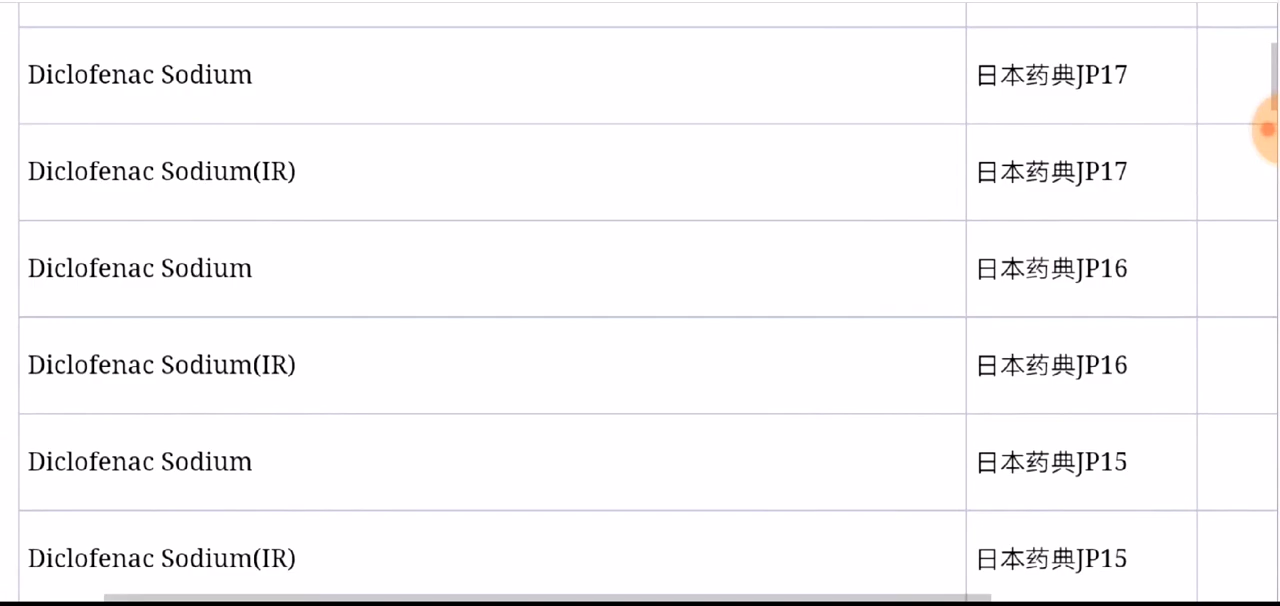 Diclofenac Sodium 日本药典JP17
Diclofenac Sodium(IR) 日本药典JP17
Diclofenac Sodium 日本药典JP16
Diclofenac Sodium(IR) 日本药典JP16
Diclofenac Sodium 日本药典JP15
Diclofenac Sodium(IR) 日本药典JP15